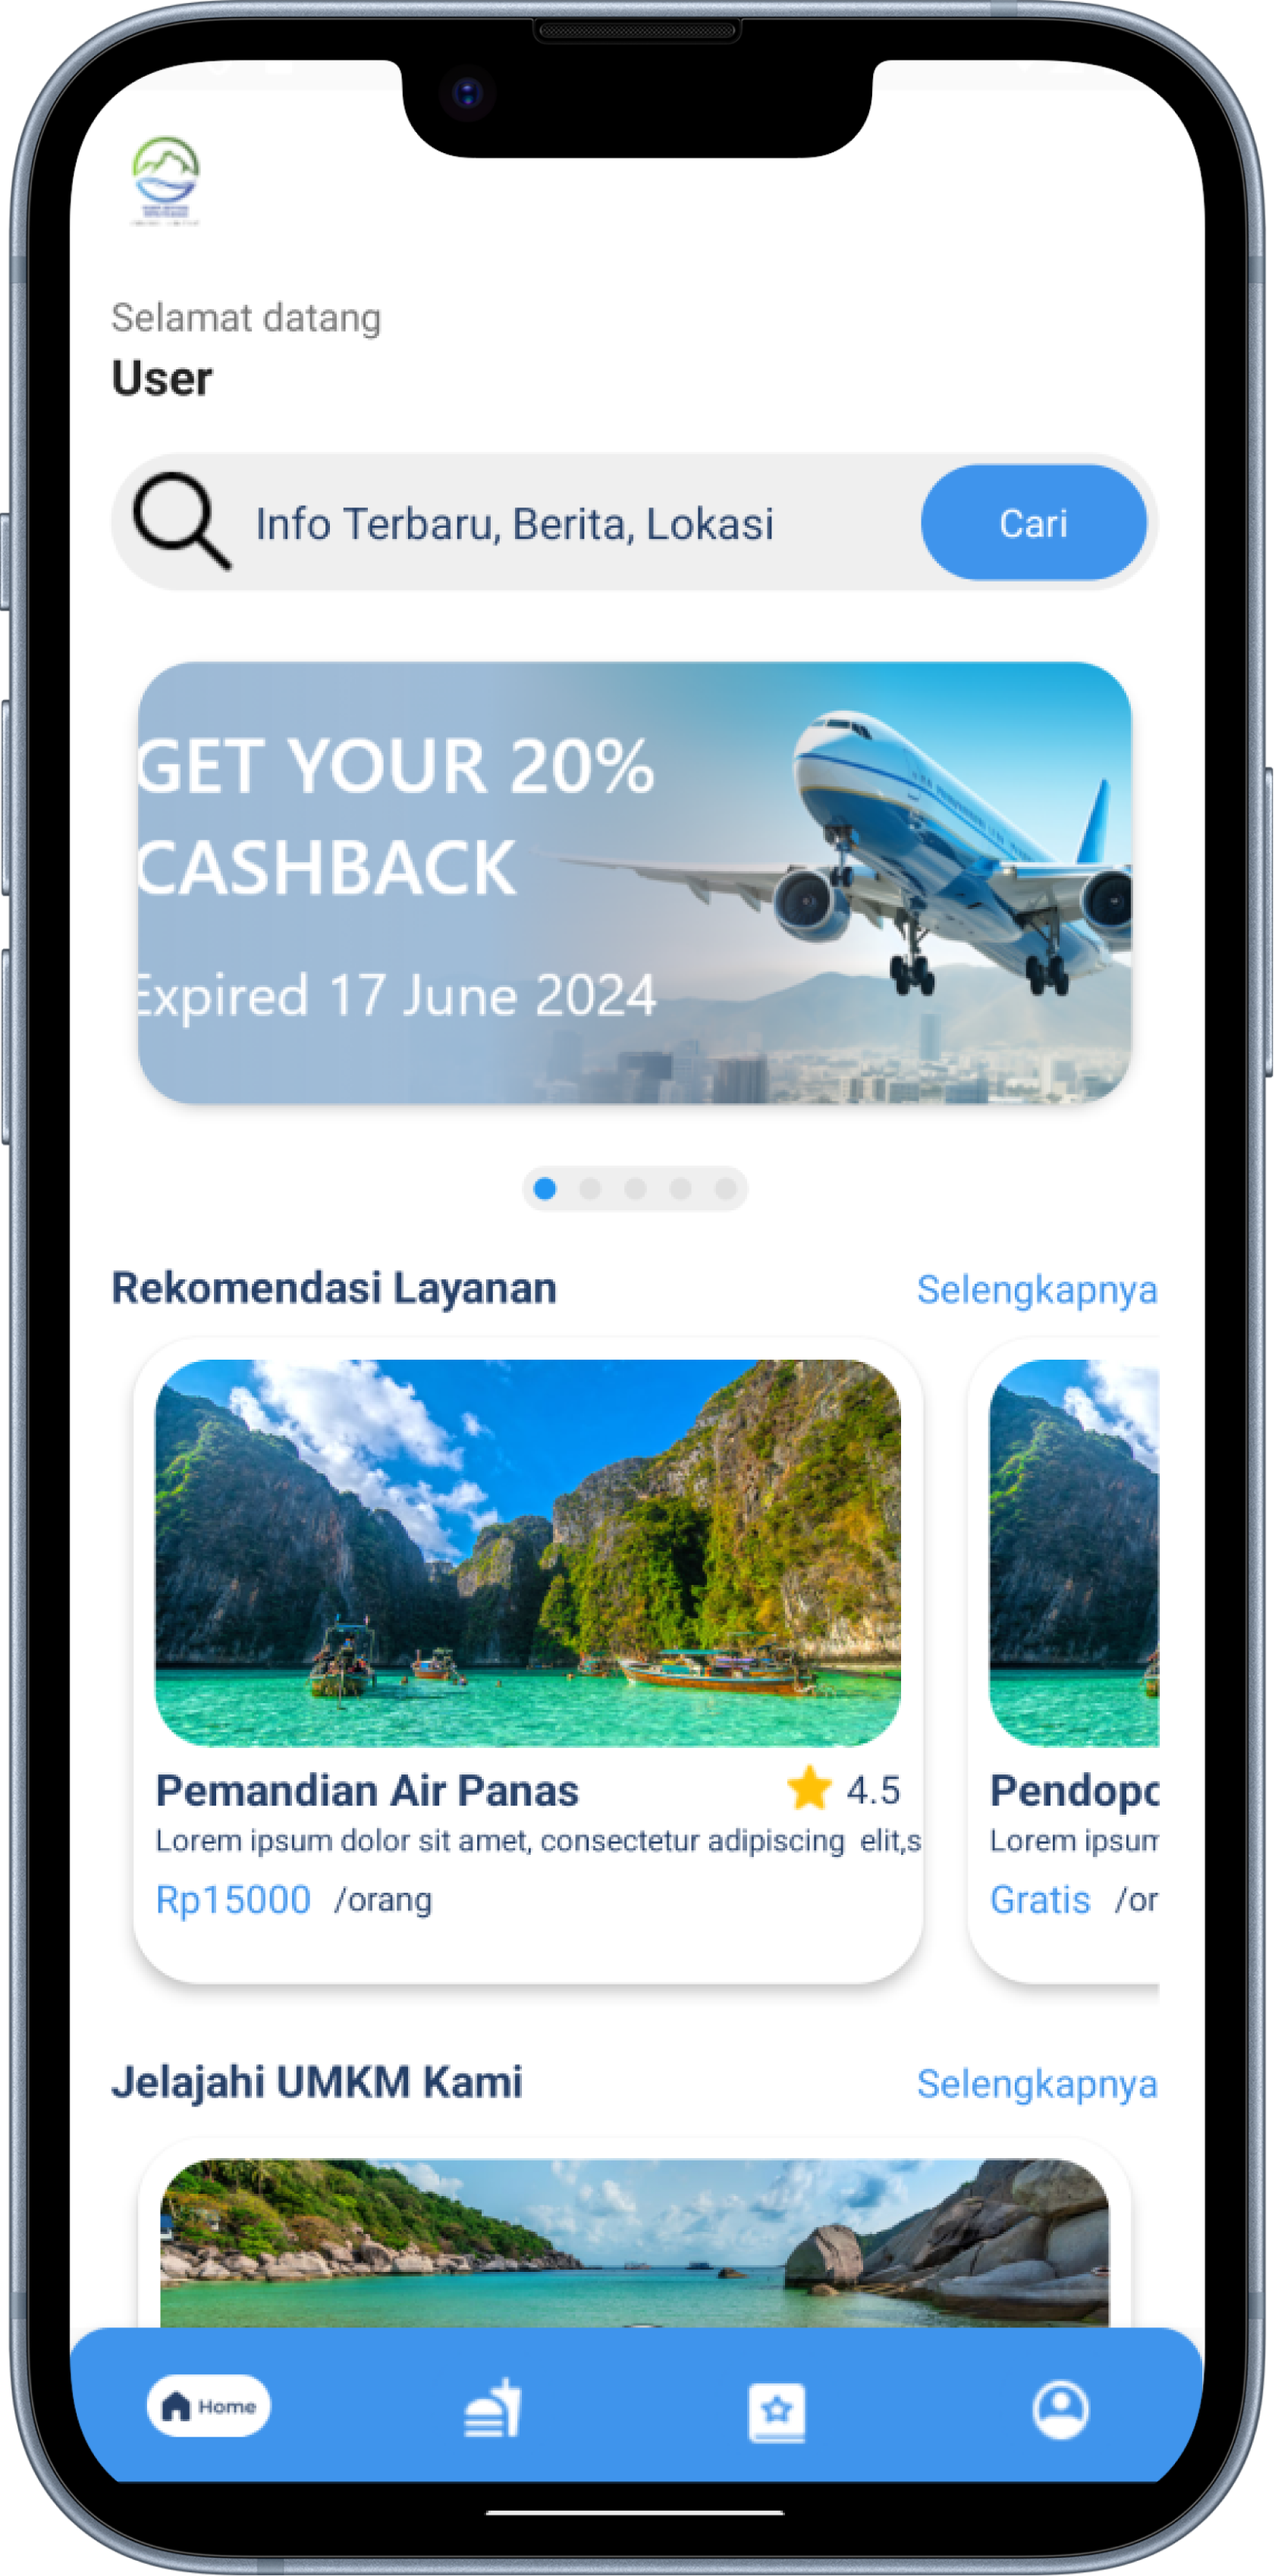 Selamat datang
User
Info Terbaru, Berita, Lokasi
Cari
GET YOUR 20%
CASHBACK
Expired 17 June 2024
Rekomendasi Layanan
Selengkapnya
Pemandian Air Panas
4.5
Lorem ipsum dolor sit amet, consectetur adipiscing elit,s
Rp15000 /orang
Pendopo
Lorem ipsum
Gratis /or
Jelajahi UMKM Kami
Selengkapnya
Home